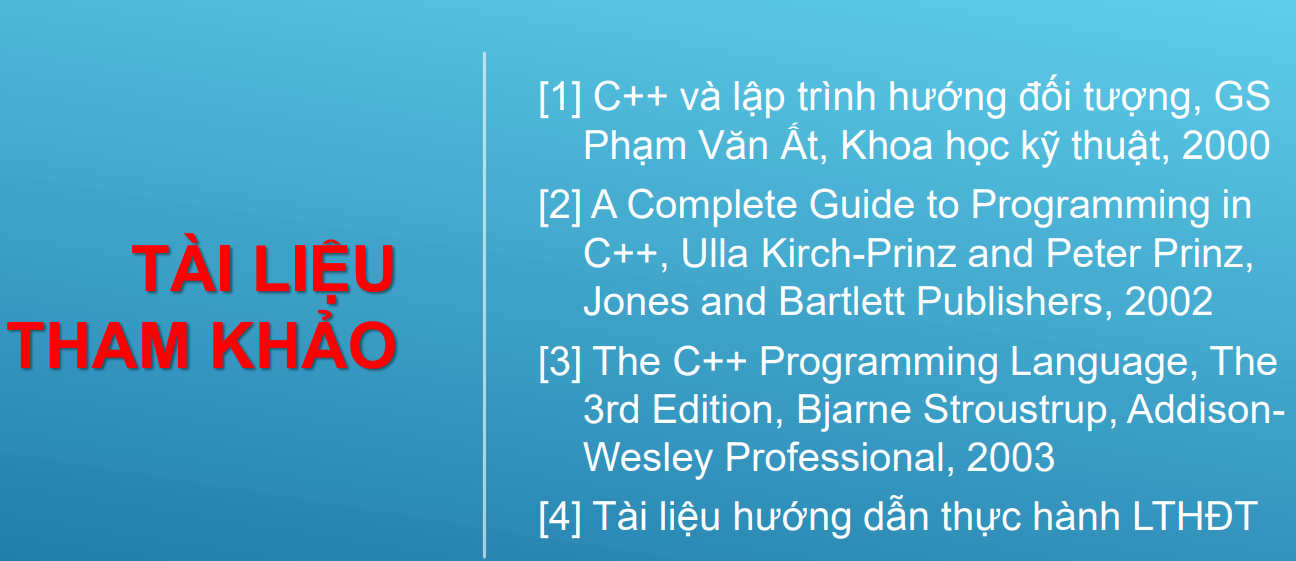 TÀI LIỆU
THAM KHẢO
[1] C++ và lập trình hướng đối tượng, GS
Phạm Văn Ất, Khoa học kỹ thuật, 2000
[2] A Complete Guide to Programming in
C++, Ulla Kirch-Prinz and Peter Prinz,
Jones and Bartlett Publishers, 2002
[3] The C++ Programming Language, The
3rd Edition, Bjarne Stroustrup, Addison-
Wesley Professional, 2003
[4] Tài liệu hướng dẫn thực hành LTHĐT